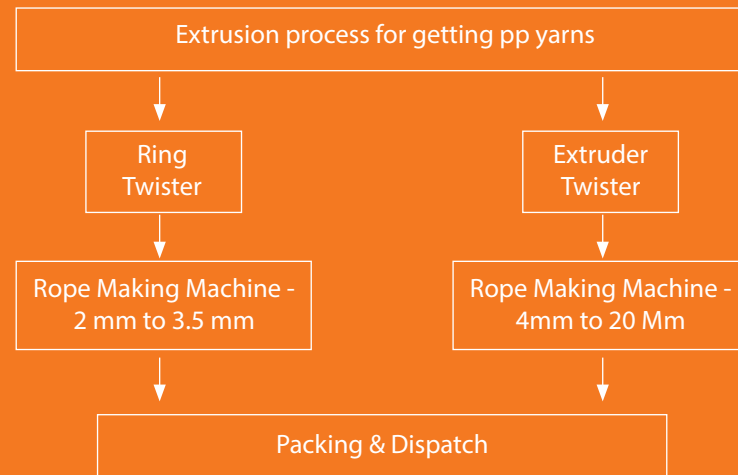 Extrusion process for getting pp yarns
Ring
Twister
Extruder
Twister
Rope Making Machine -
2 mm to 3.5 mm
Rope Making Machine -
4mm to 20 Mm
Packing & Dispatch